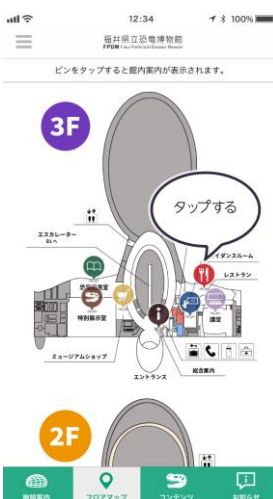 12:34
100%
福井県立恐竜博物館
FPDM Fukui Prefectural Dinosaur Museum
ピンをタップすると館内案内が表示されます。
3F
タップする
エスカレーター
B1へ
イダンスルーム
レストラン
特別展示室
講堂
ミュージアムショップ
総合案内
エントランス
2F
施設案内
フロアマップ
コンテンツ
お知らせ